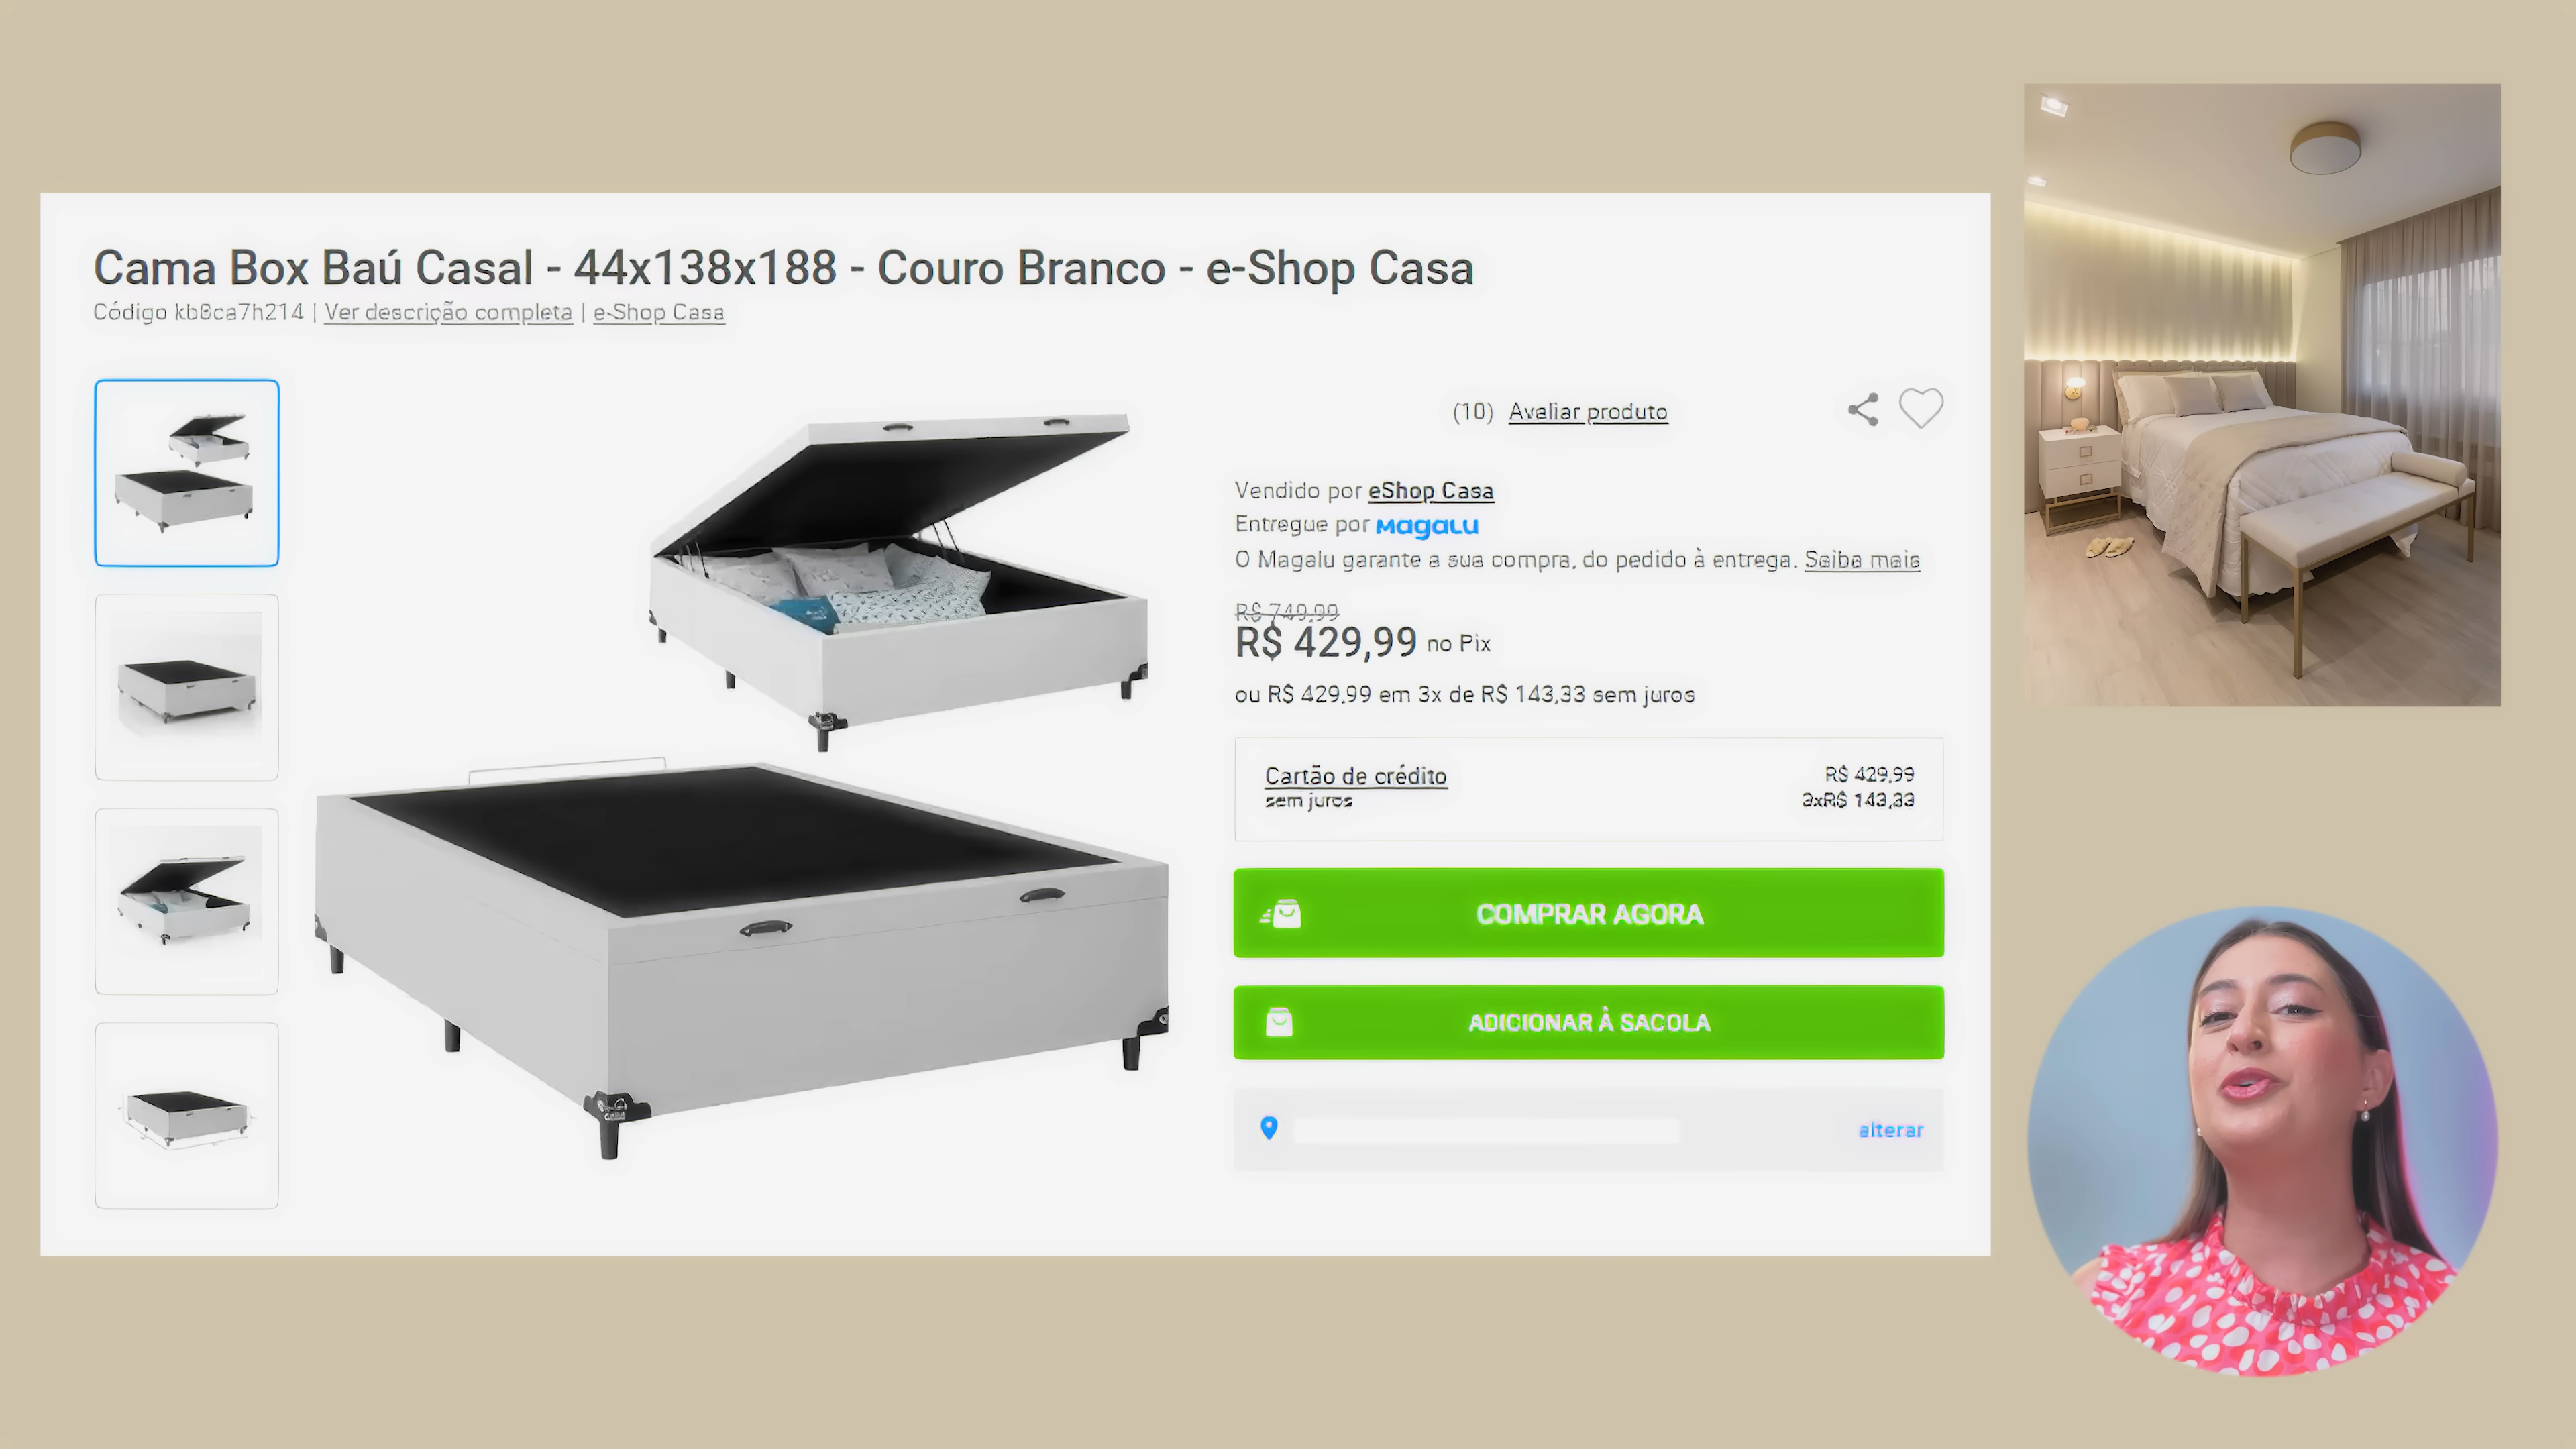 Cama Box Baú Casal - 44x138x188 - Couro Branco - e-Shop Casa
Código kb8ca7h214 | Ver descrição completa | e-Shop Casa
(10) Avaliar produto
Vendido por eShop Casa
Entregue por Magalu
O Magalu garante a sua compra, do pedido à entrega. Saiba mais
R$ 749,99
R$ 429,99 no Pix
ou R$ 429,99 em 3x de R$ 143,33 sem juros
Cartão de crédito R$ 429,99
sem juros 3xR$ 143,33
COMPRAR AGORA
ADICIONAR À SACOLA
alterar